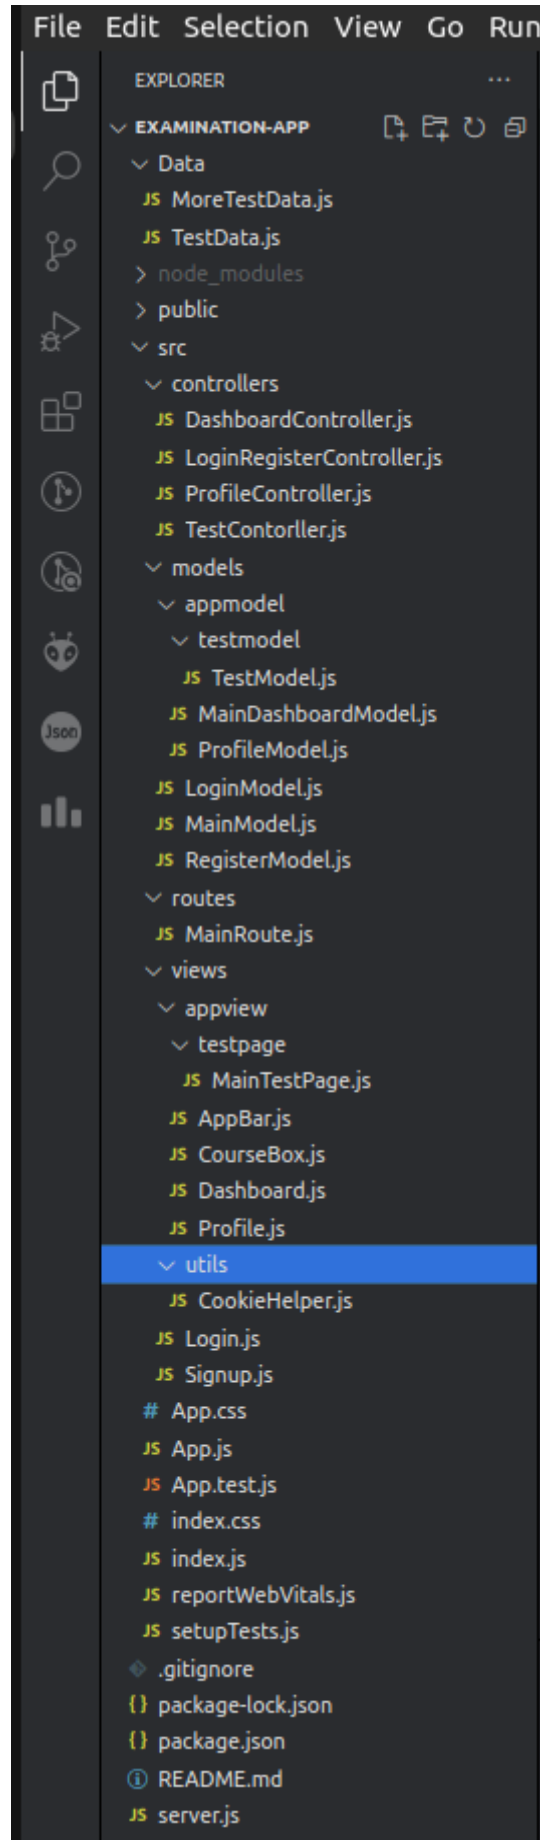 File Edit Selection View Go Run
EXPLORER ...
EXAMINATION-APP
Data
JS MoreTestData.js
JS TestData.js
node_modules
public
src
controllers
JS DashboardController.js
JS LoginRegisterController.js
JS ProfileController.js
JS TestContorller.js
models
appmodel
testmodel
JS TestModel.js
JS MainDashboardModel.js
JS ProfileModel.js
Json
JS LoginModel.js
JS MainModel.js
JS RegisterModel.js
routes
JS MainRoute.js
views
appview
testpage
JS MainTestPage.js
JS AppBar.js
JS CourseBox.js
JS Dashboard.js
JS Profile.js
utils
JS CookieHelper.js
JS Login.js
JS Signup.js
# App.css
JS App.js
JS App.test.js
# index.css
JS index.js
JS reportWebVitals.js
JS setupTests.js
.gitignore
{} package-lock.json
{} package.json
README.md
JS server.js